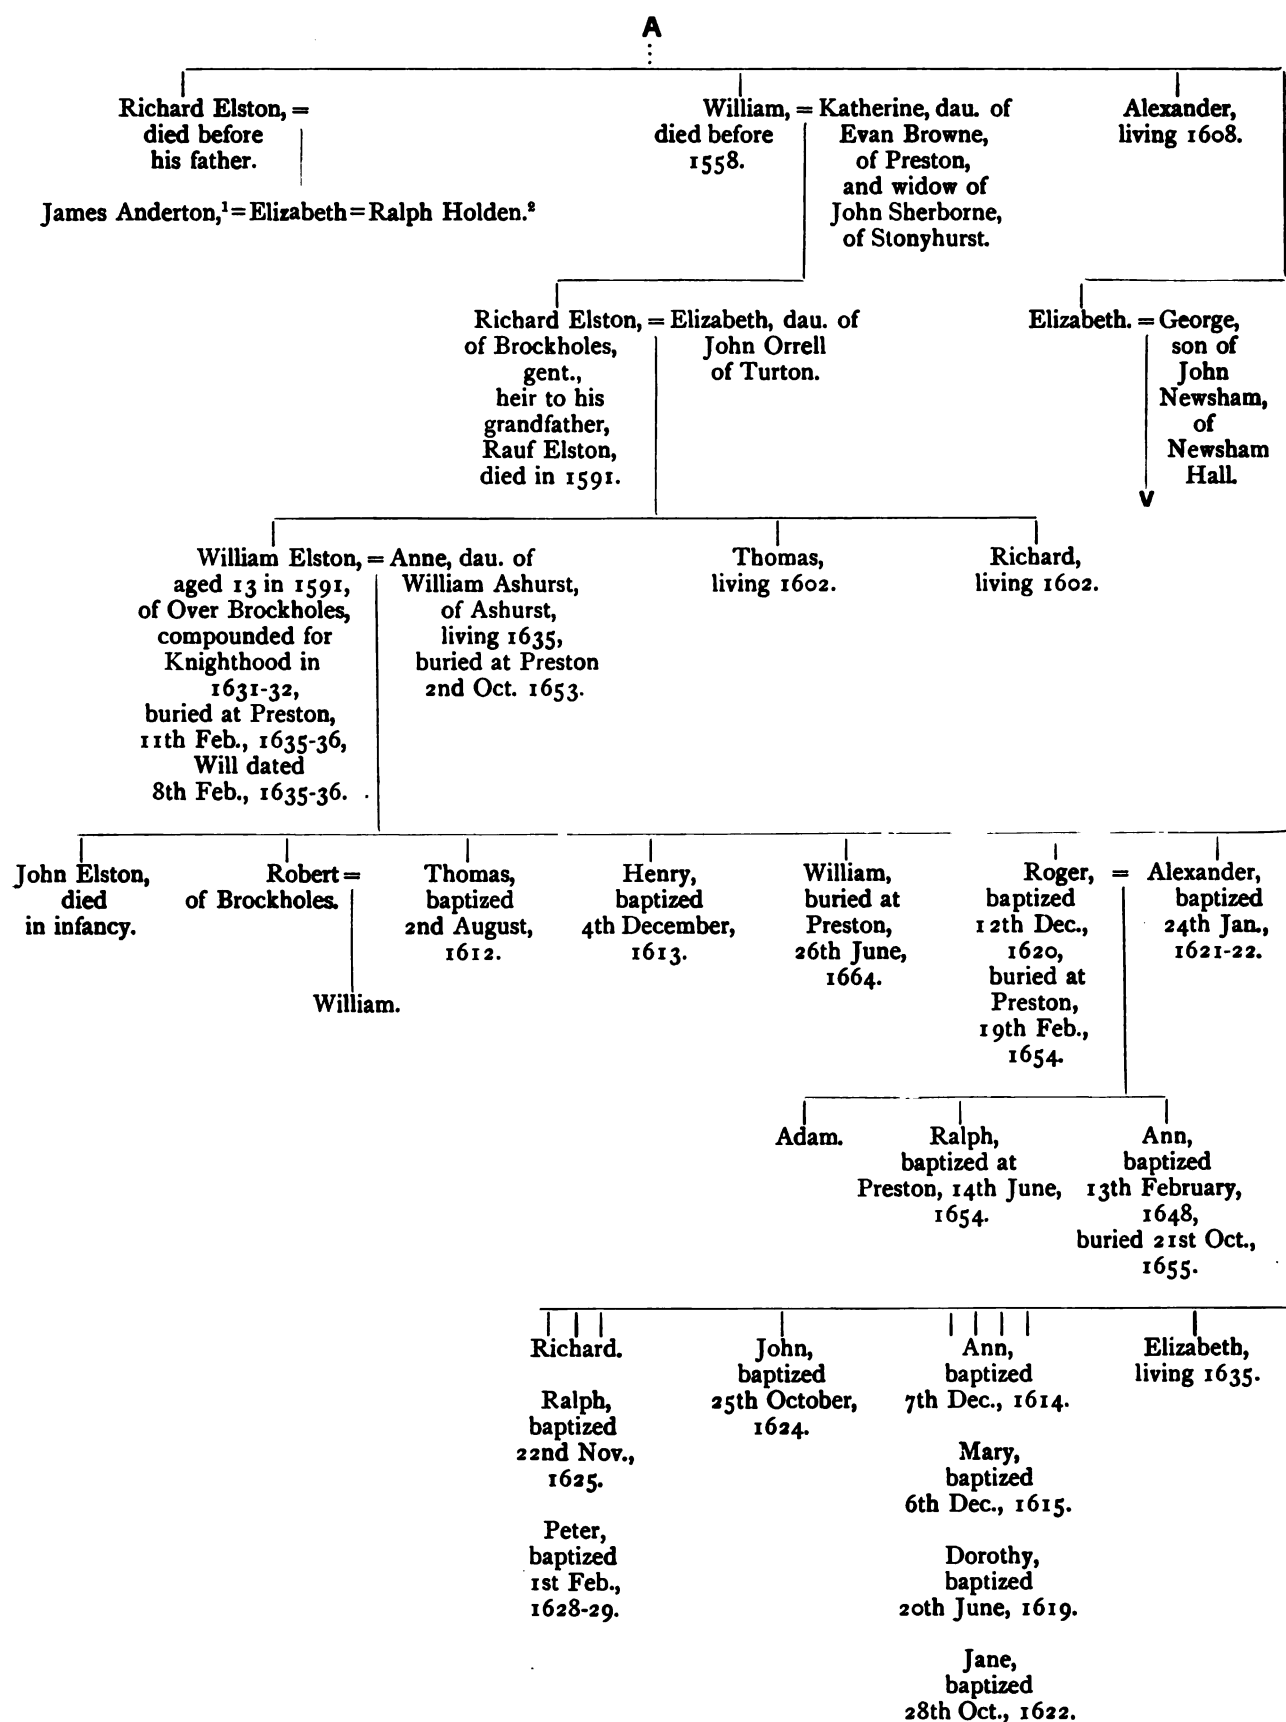 A
Richard Elston, =
died before
his father.
William, = Katherine, dau. of
died before
1558.
Evan Browne,
of Preston,
and widow of
John Sherborne,
of Stonyhurst.
Alexander,
living 1608.
James Anderton,¹=Elizabeth=Ralph Holden.²
Richard Elston, = Elizabeth, dau. of
of Brockholes,
gent.,
heir to his
grandfather,
Rauf Elston,
died in 1591.
John Orrell
of Turton.
Elizabeth. = George,
son of
John
Newsham,
of
Newsham
Hall.
V
William Elston, = Anne, dau. of
aged 13 in 1591,
of Over Brockholes,
compounded for
Knighthood in
1631-32,
buried at Preston,
11th Feb., 1635-36,
Will dated
8th Feb., 1635-36.
William Ashurst,
of Ashurst,
living 1635,
buried at Preston
2nd Oct. 1653.
Thomas,
living 1602.
Richard,
living 1602.
John Elston,
died
in infancy.
Robert =
of Brockholes.
William.
Thomas,
baptized
2nd August,
1612.
Henry,
baptized
4th December,
1613.
William,
buried at
Preston,
26th June,
1664.
Roger, =
baptized
12th Dec.,
1620,
buried at
Preston,
19th Feb.,
1654.
Alexander,
baptized
24th Jan.,
1621-22.
Adam.
Ralph,
baptized at
Preston, 14th June,
1654.
Ann,
baptized
13th February,
1648,
buried 21st Oct.,
1655.
Richard.
Ralph,
baptized
22nd Nov.,
1625.
Peter,
baptized
1st Feb.,
1628-29.
John,
baptized
25th October,
1624.
Ann,
baptized
7th Dec., 1614.
Mary,
baptized
6th Dec., 1615.
Dorothy,
baptized
20th June, 1619.
Jane,
baptized
28th Oct., 1622.
Elizabeth,
living 1635.